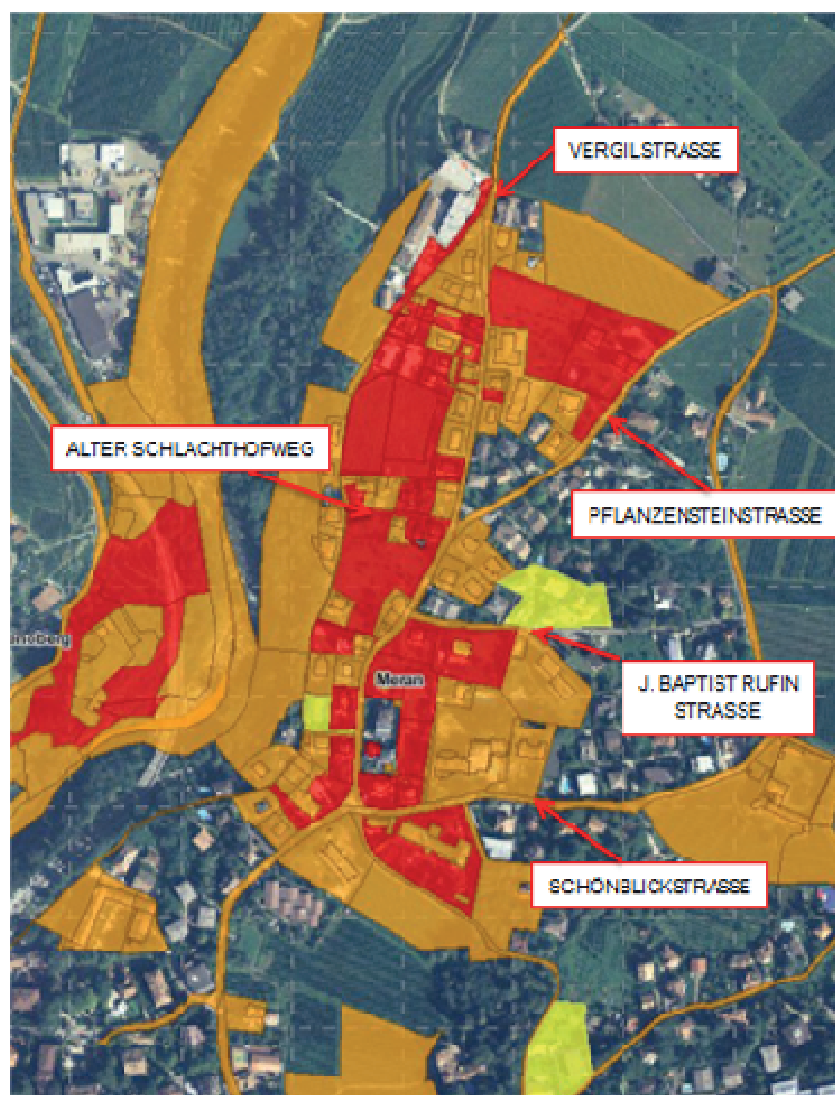 VERGILSTRASSE
ALTER SCHLACHTHOFWEG
PFLANZENSTEINSTRASSE
J. BAPTIST RUFIN
STRASSE
Meran
SCHÖNBLICKSTRASSE